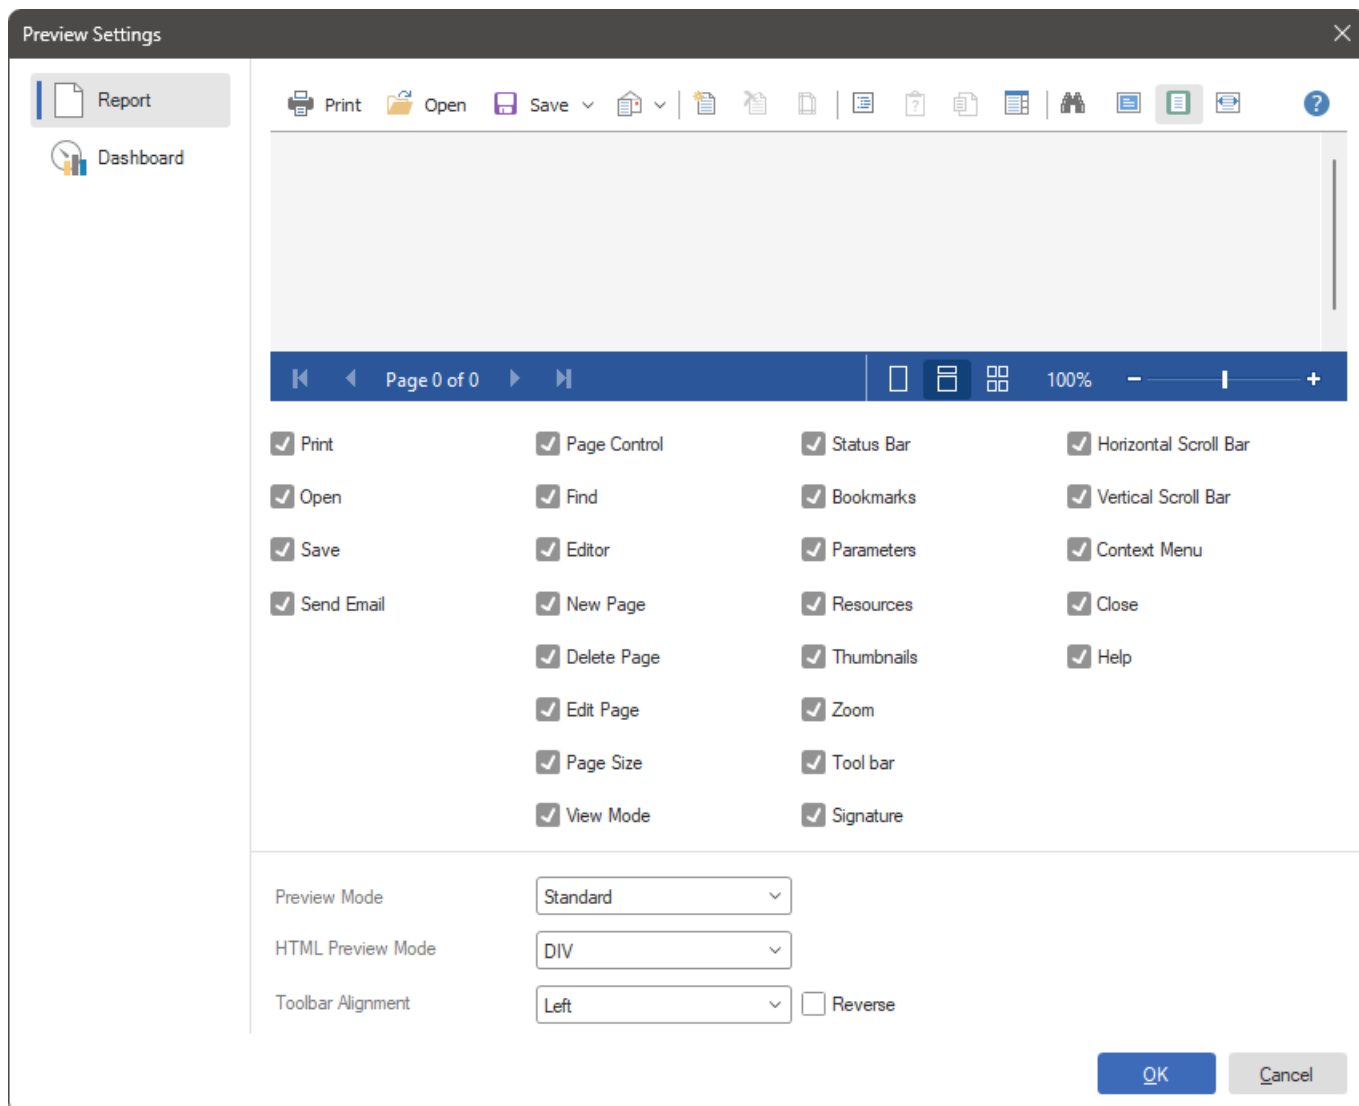 Preview Settings
Report
Dashboard
Print Open Save
Page 0 of 0 100%
Print Page Control Status Bar Horizontal Scroll Bar
Open Find Bookmarks Vertical Scroll Bar
Save Editor Parameters Context Menu
Send Email New Page Resources Close
Delete Page Thumbnails Help
Edit Page Zoom
Page Size Tool bar
View Mode Signature
Preview Mode Standard
HTML Preview Mode DIV
Toolbar Alignment Left Reverse
OK Cancel